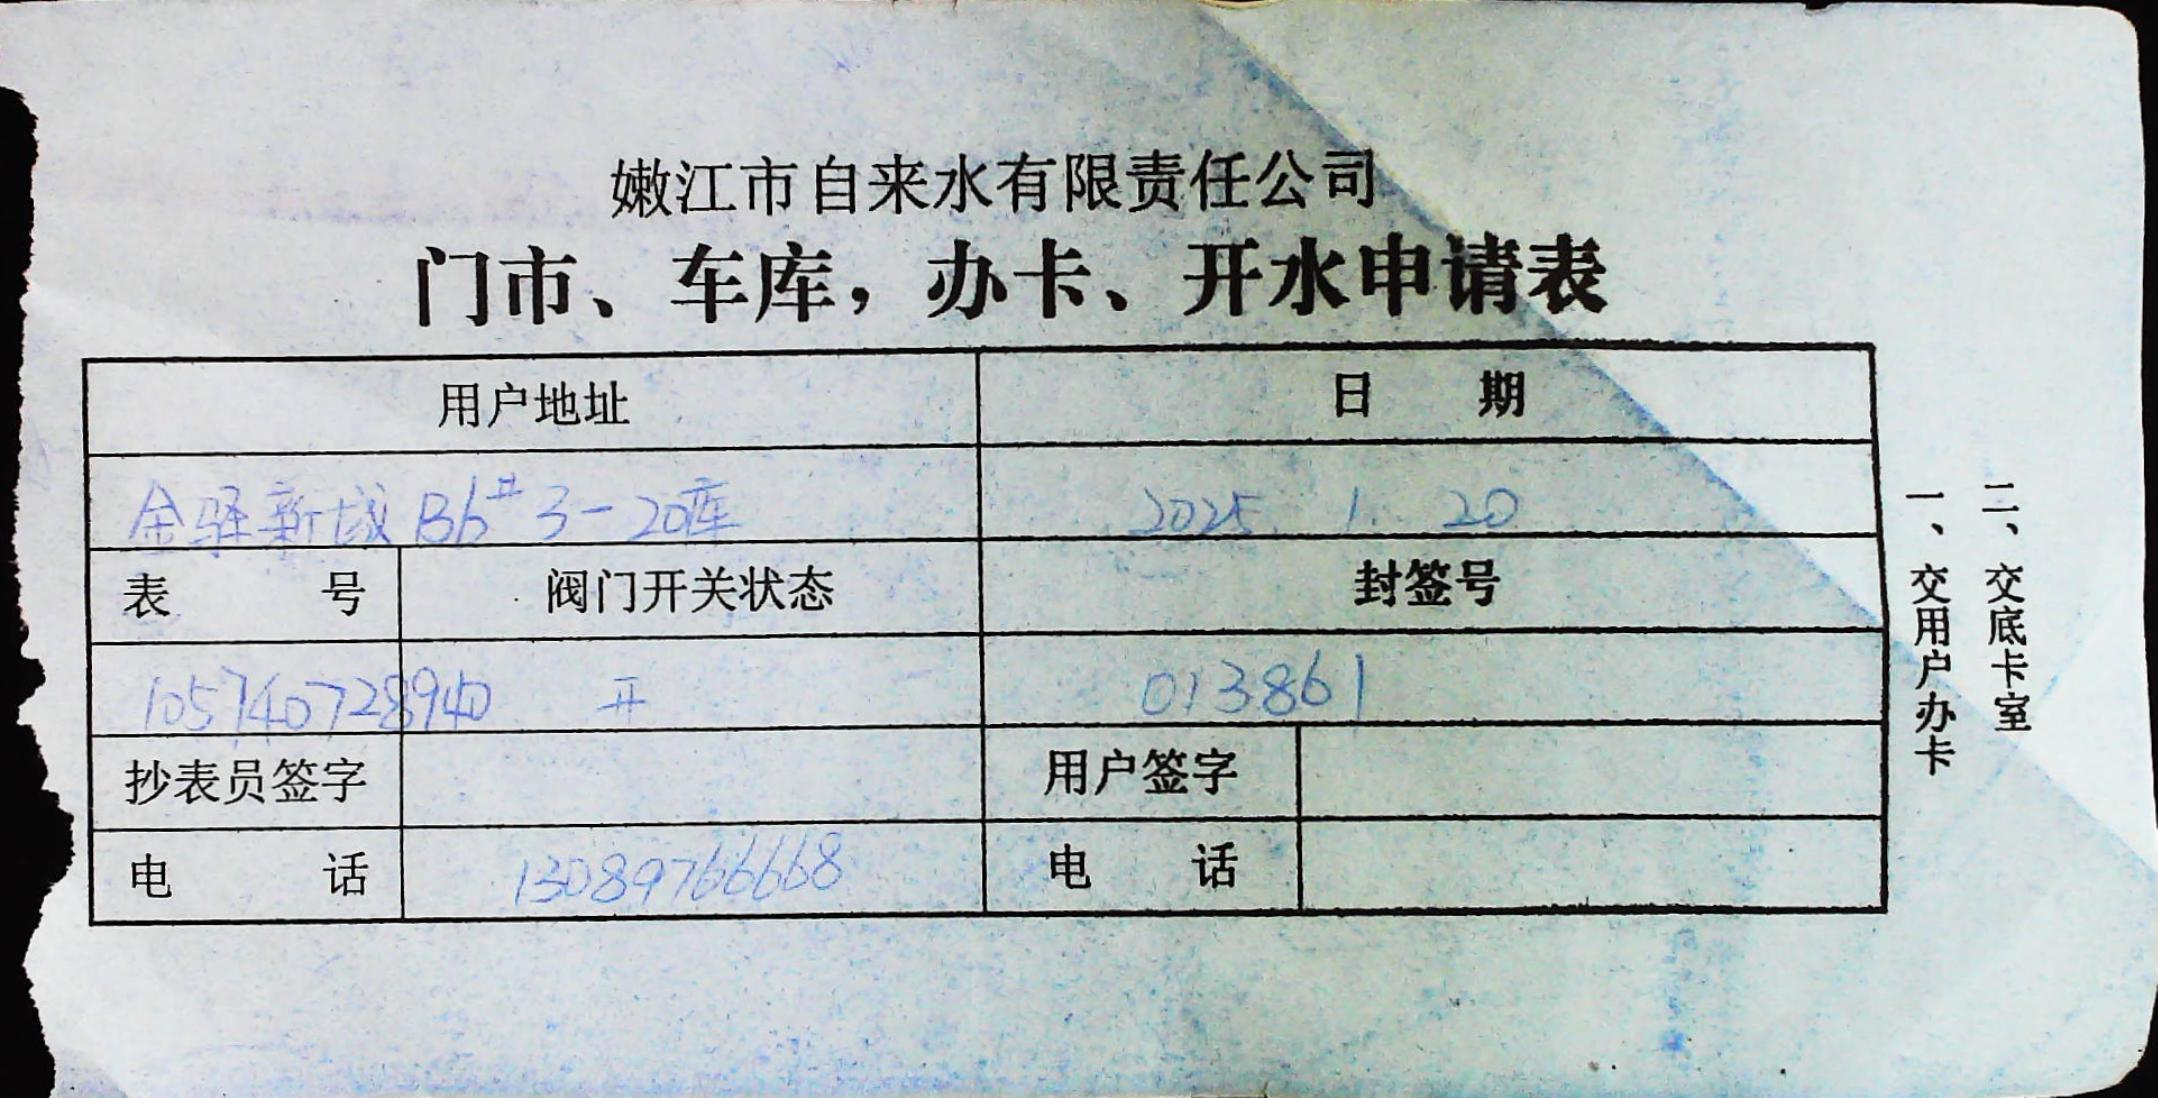 嫩江市自来水有限责任公司
门市、车库，办卡、开水申请表
用户地址 日 期
金驿新城 B6# 3-20库 2025. 1. 20
表 号 阀门开关状态 封签号
105740728940 开 013861
抄表员签字 用户签字
电 话 13089766668 电 话
一、交用户办卡
二、交底卡室